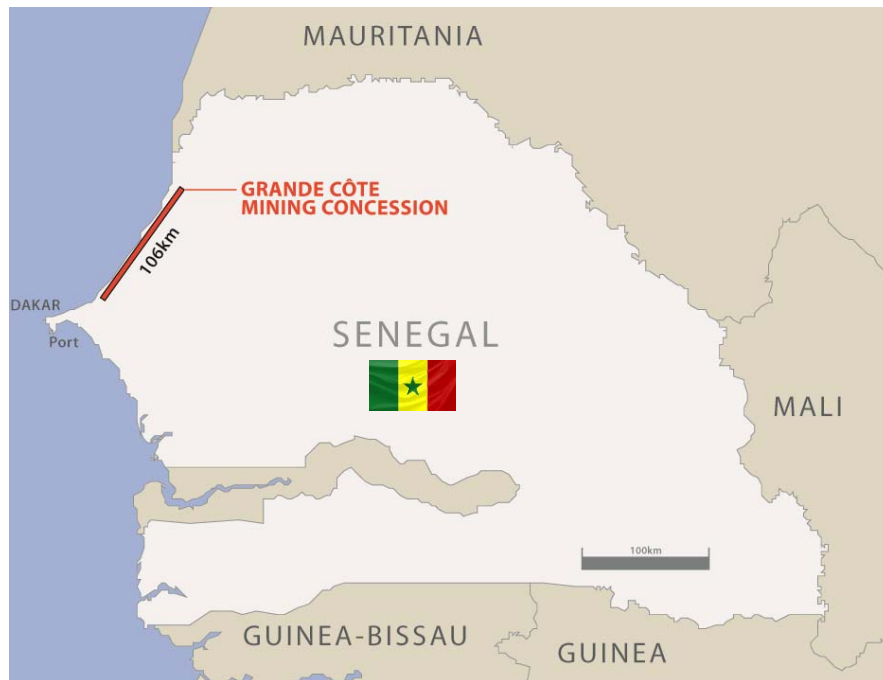 MAURITANIA
GRANDE CÔTE
MINING CONCESSION
106km
DAKAR
Port
SENEGAL
MALI
100km
GUINEA-BISSAU
GUINEA